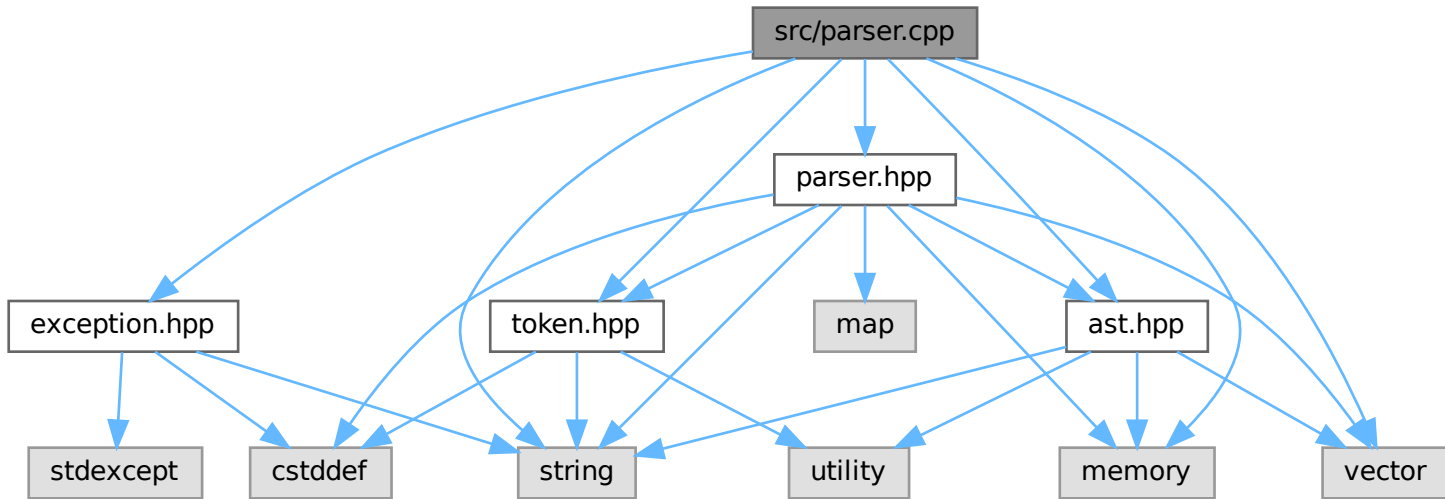 src/parser.cpp
parser.hpp
exception.hpp
token.hpp
map
ast.hpp
stdexcept
cstddef
string
utility
memory
vector